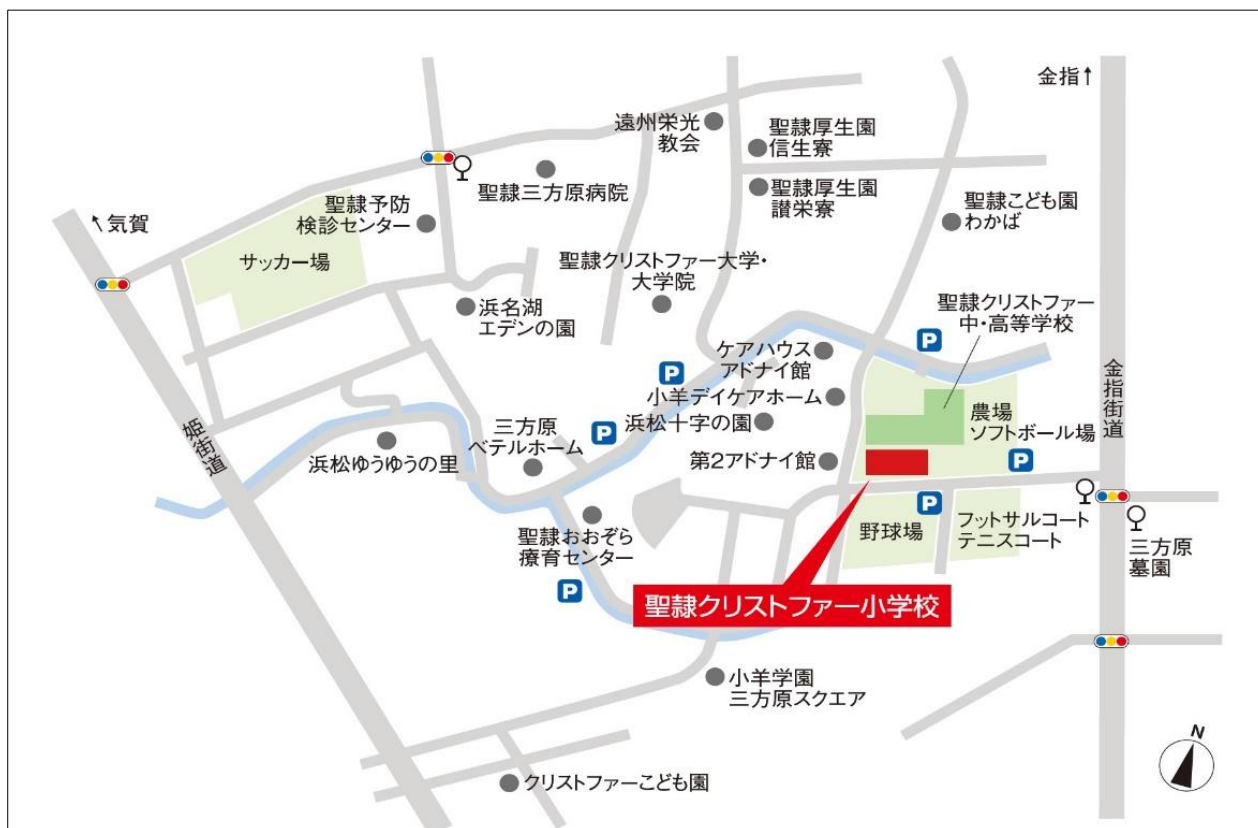 金指↑
遠州栄光
教会
聖隷厚生園
信生寮
聖隷三方原病院
聖隷厚生園
讃栄寮
聖隷予防
検診センター
聖隷こども園
わかば
↖気賀
サッカー場
聖隷クリストファー大学・
大学院
浜名湖
エデンの園
聖隷クリストファー
中・高等学校
P
ケアハウス
アドナイ館
P
小羊デイケアホーム
金指街道
農場
ソフトボール場
浜松十字の園
P
三方原
ベテルホーム
姫街道
浜松ゆうゆうの里
第2アドナイ館
P
P
野球場
フットサルコート
テニスコート
聖隷おおぞら
療育センター
三方原
墓園
P
聖隷クリストファー小学校
小羊学園
三方原スクエア
N
クリストファーこども園